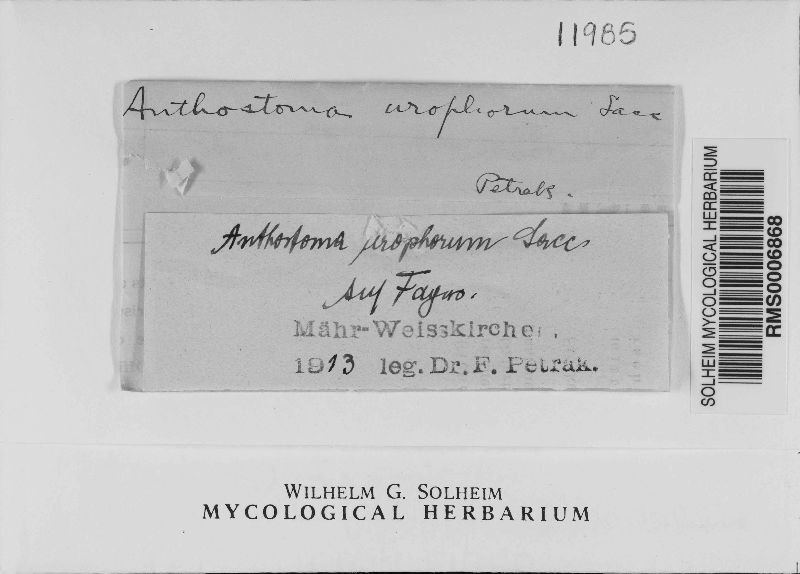 11985
Anthostoma urophorum Sacc
Petrak.
Anthostoma urophorum Sacc.
Auf Fagus.
Mähr-Weisskirchen.
1913 leg. Dr. F. Petrak.
SOLHEIM MYCOLOGICAL HERBARIUM
RMS0006868
WILHELM G. SOLHEIM
MYCOLOGICAL HERBARIUM